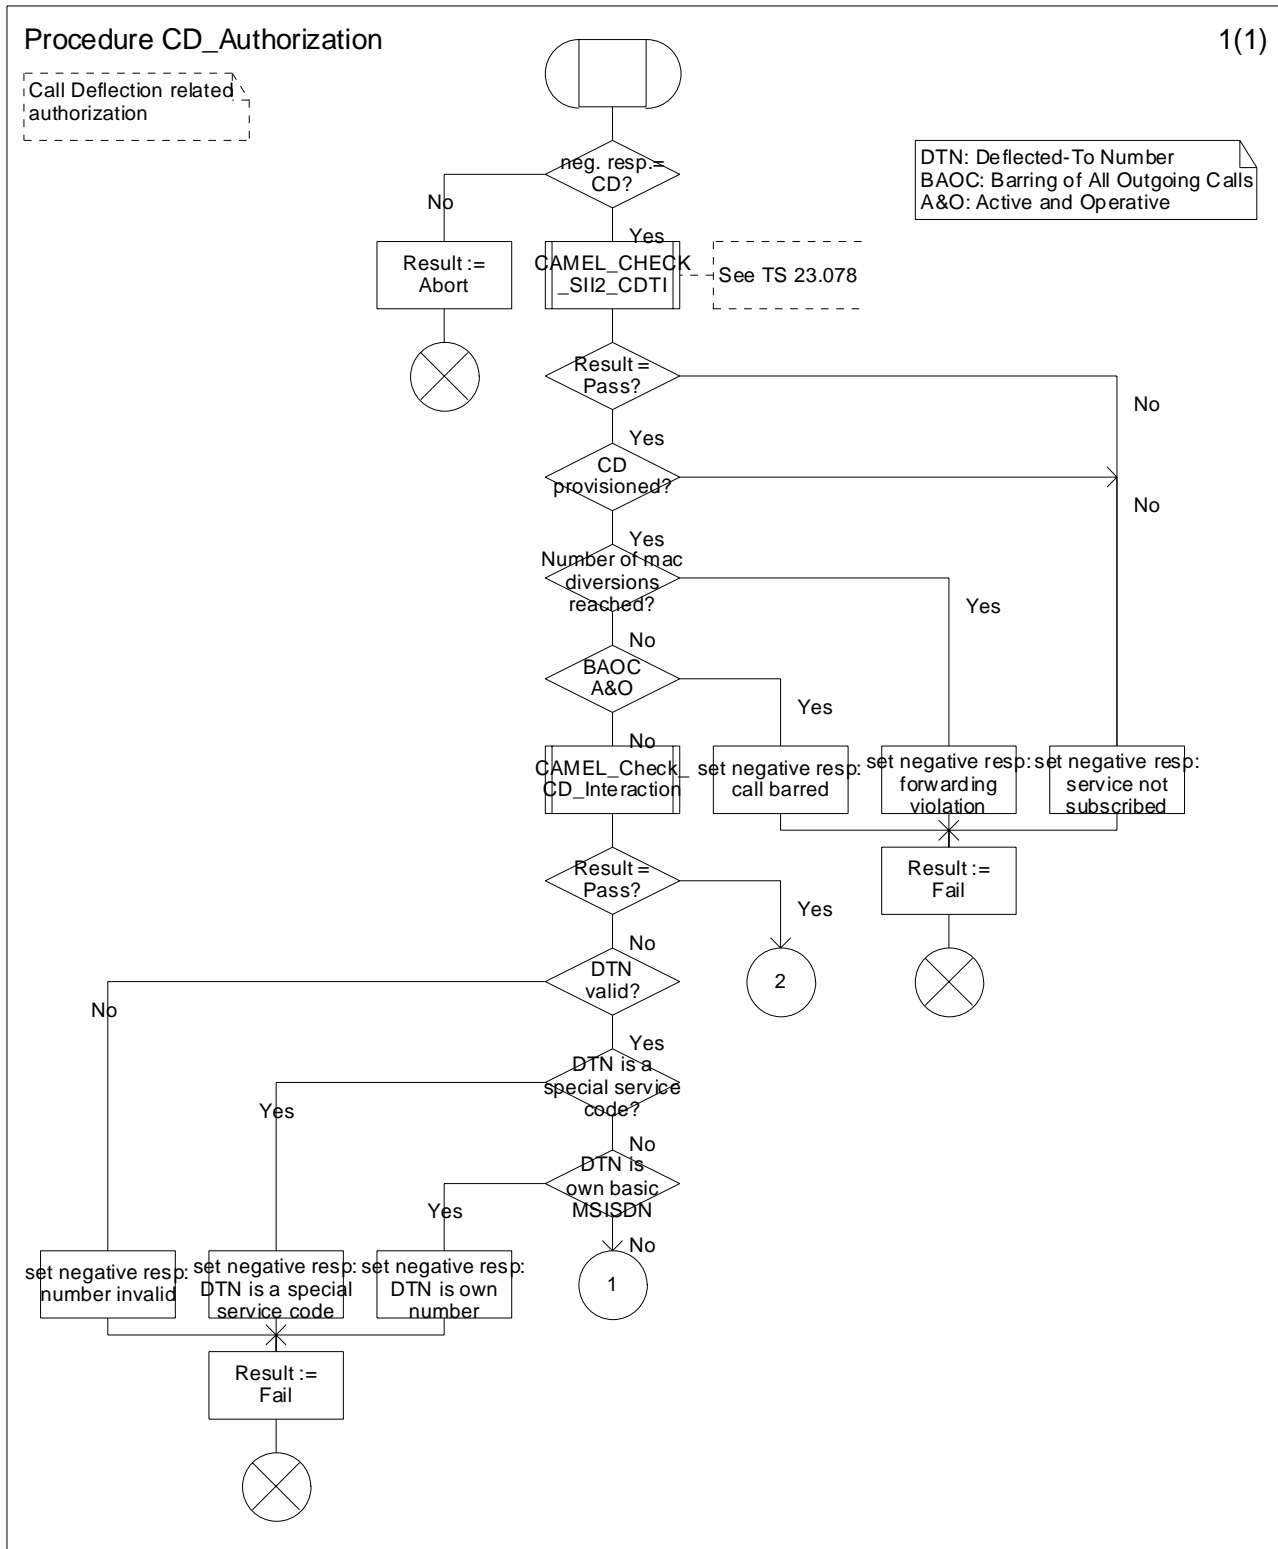 Procedure CD_Authorization
1(1)
Call Deflection related
authorization
DTN: Deflected-To Number
BAOC: Barring of All Outgoing Calls
A&O: Active and Operative
neg. resp.=
CD?
No
Yes
Result :=
Abort
CAMEL_CHECK
_SII2_CDTI
See TS 23.078
Result =
Pass?
No
Yes
CD
provisioned?
No
Yes
Number of mac
diversions
reached?
Yes
No
BAOC
A&O
Yes
No
CAMEL_Check_
CD_Interaction
set negative resp:
call barred
set negative resp:
forwarding
violation
set negative resp:
service not
subscribed
Result =
Pass?
Yes
Result :=
Fail
No
2
DTN
valid?
No
Yes
DTN is a
special service
code?
Yes
No
DTN is
own basic
MSISDN
Yes
No
1
set negative resp:
number invalid
set negative resp:
DTN is a special
service code
set negative resp:
DTN is own
number
Result :=
Fail